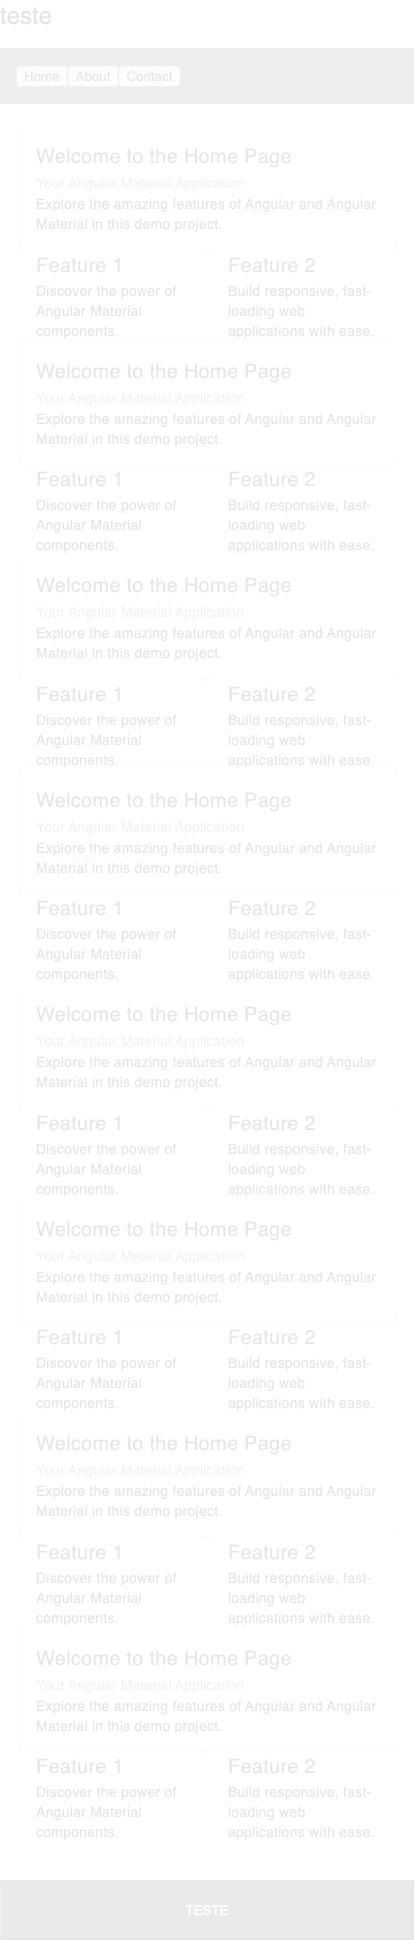 teste
Home About Contact
Welcome to the Home Page
Your Angular Material Application
Explore the amazing features of Angular and Angular
Material in this demo project.
Feature 1
Discover the power of
Angular Material
components.
Feature 2
Build responsive, fast-
loading web
applications with ease.
Welcome to the Home Page
Your Angular Material Application
Explore the amazing features of Angular and Angular
Material in this demo project.
Feature 1
Discover the power of
Angular Material
components.
Feature 2
Build responsive, fast-
loading web
applications with ease.
Welcome to the Home Page
Your Angular Material Application
Explore the amazing features of Angular and Angular
Material in this demo project.
Feature 1
Discover the power of
Angular Material
components.
Feature 2
Build responsive, fast-
loading web
applications with ease.
Welcome to the Home Page
Your Angular Material Application
Explore the amazing features of Angular and Angular
Material in this demo project.
Feature 1
Discover the power of
Angular Material
components.
Feature 2
Build responsive, fast-
loading web
applications with ease.
Welcome to the Home Page
Your Angular Material Application
Explore the amazing features of Angular and Angular
Material in this demo project.
Feature 1
Discover the power of
Angular Material
components.
Feature 2
Build responsive, fast-
loading web
applications with ease.
Welcome to the Home Page
Your Angular Material Application
Explore the amazing features of Angular and Angular
Material in this demo project.
Feature 1
Discover the power of
Angular Material
components.
Feature 2
Build responsive, fast-
loading web
applications with ease.
Welcome to the Home Page
Your Angular Material Application
Explore the amazing features of Angular and Angular
Material in this demo project.
Feature 1
Discover the power of
Angular Material
components.
Feature 2
Build responsive, fast-
loading web
applications with ease.
Welcome to the Home Page
Your Angular Material Application
Explore the amazing features of Angular and Angular
Material in this demo project.
Feature 1
Discover the power of
Angular Material
components.
Feature 2
Build responsive, fast-
loading web
applications with ease.
TESTE